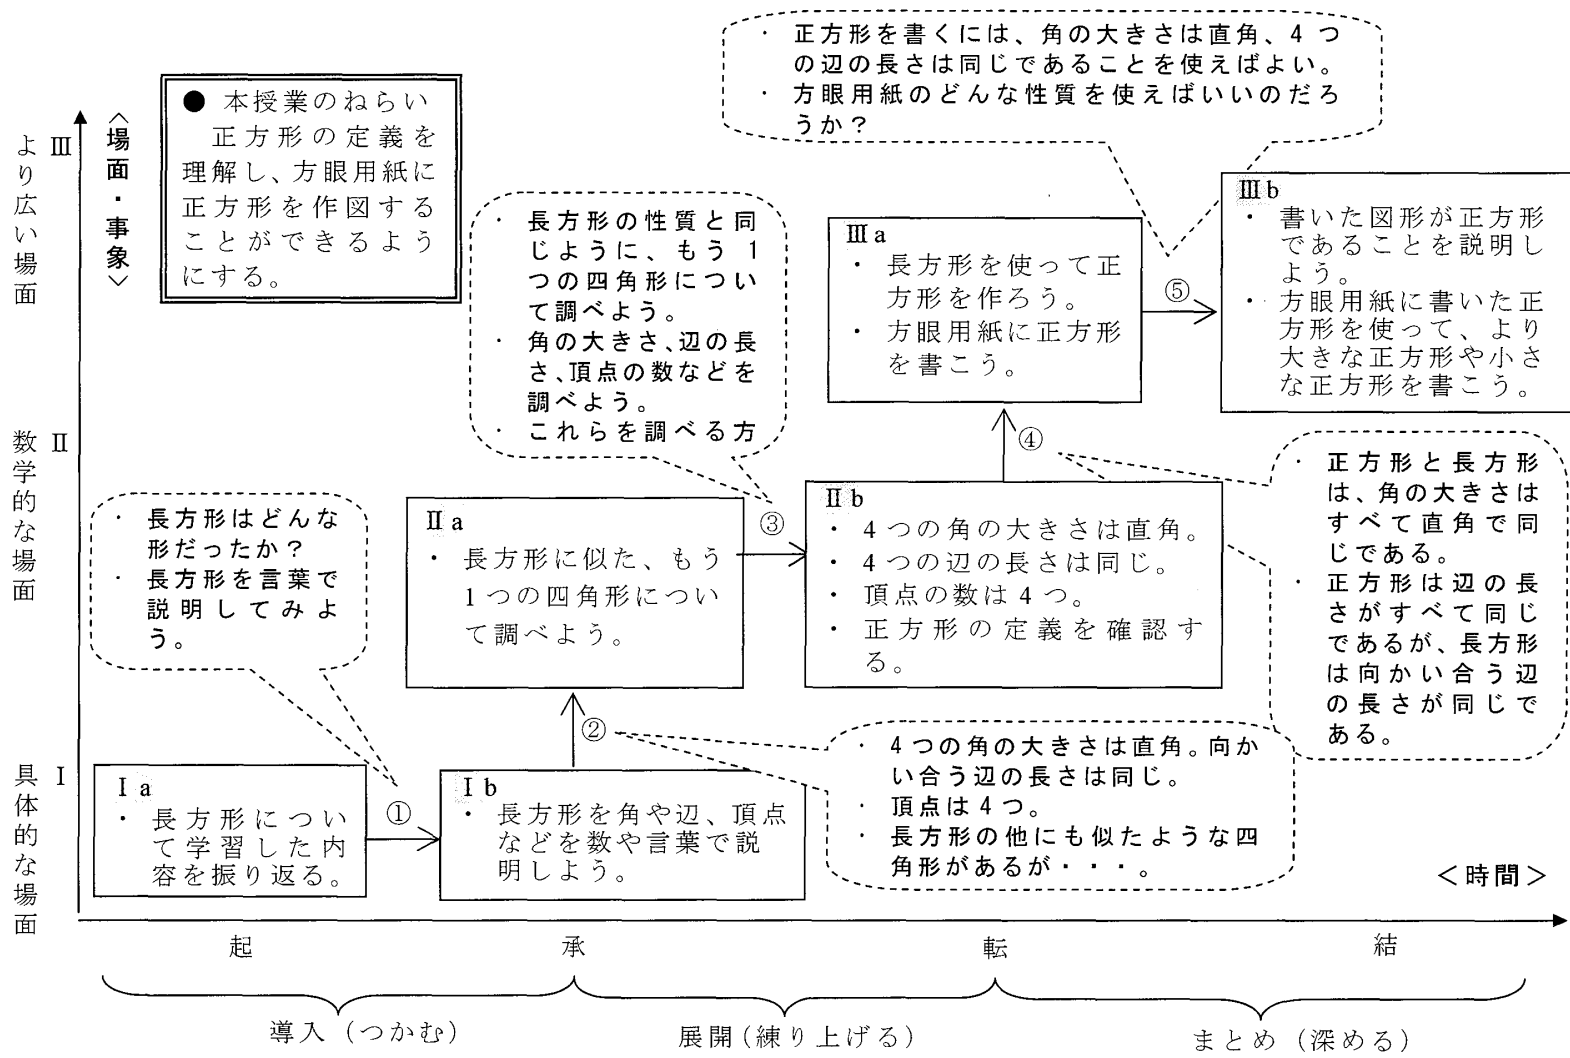 ・ 正方形を書くには、角の大きさは直角、4つ
の辺の長さは同じであることを使えばよい。
・ 方眼用紙のどんな性質を使えばいいのだろ
うか？
● 本授業のねらい
正方形の定義を
理解し、方眼用紙に
正方形を作図する
ことができるよう
にする。
〈場面・事象〉
Ⅲ
より広い場面
Ⅱ
数学的な場面
Ⅰ
具体的な場面
・ 長方形の性質と同
じように、もう1
つの四角形につい
て調べよう。
・ 角の大きさ、辺の長
さ、頂点の数などを
調べよう。
・ これらを調べる方
Ⅲa
・ 長方形を使って正
方形を作ろう。
・ 方眼用紙に正方形
を書こう。
⑤
Ⅲb
・ 書いた図形が正方形
であることを説明し
よう。
・ 方眼用紙に書いた正
方形を使って、より
大きな正方形や小さ
な正方形を書こう。
④
・ 正方形と長方形
は、角の大きさは
すべて直角で同
じである。
・ 正方形は辺の長
さがすべて同じ
であるが、長方形
は向かい合う辺
の長さが同じで
ある。
・ 長方形はどんな
形だったか？
・ 長方形を言葉で
説明してみよ
う。
Ⅱa
・ 長方形に似た、もう
1つの四角形につい
て調べよう。
③
Ⅱb
・ 4つの角の大きさは直角。
・ 4つの辺の長さは同じ。
・ 頂点の数は4つ。
・ 正方形の定義を確認す
る。
②
・ 4つの角の大きさは直角。向か
い合う辺の長さは同じ。
・ 頂点は4つ。
・ 長方形の他にも似たような四
角形があるが・・・。
Ⅰa
・ 長方形につい
て学習した内
容を振り返る。
①
Ⅰb
・ 長方形を角や辺、頂点
などを数や言葉で説
明しよう。
＜時間＞
起 承 転 結
導入（つかむ） 展開（練り上げる） まとめ（深める）